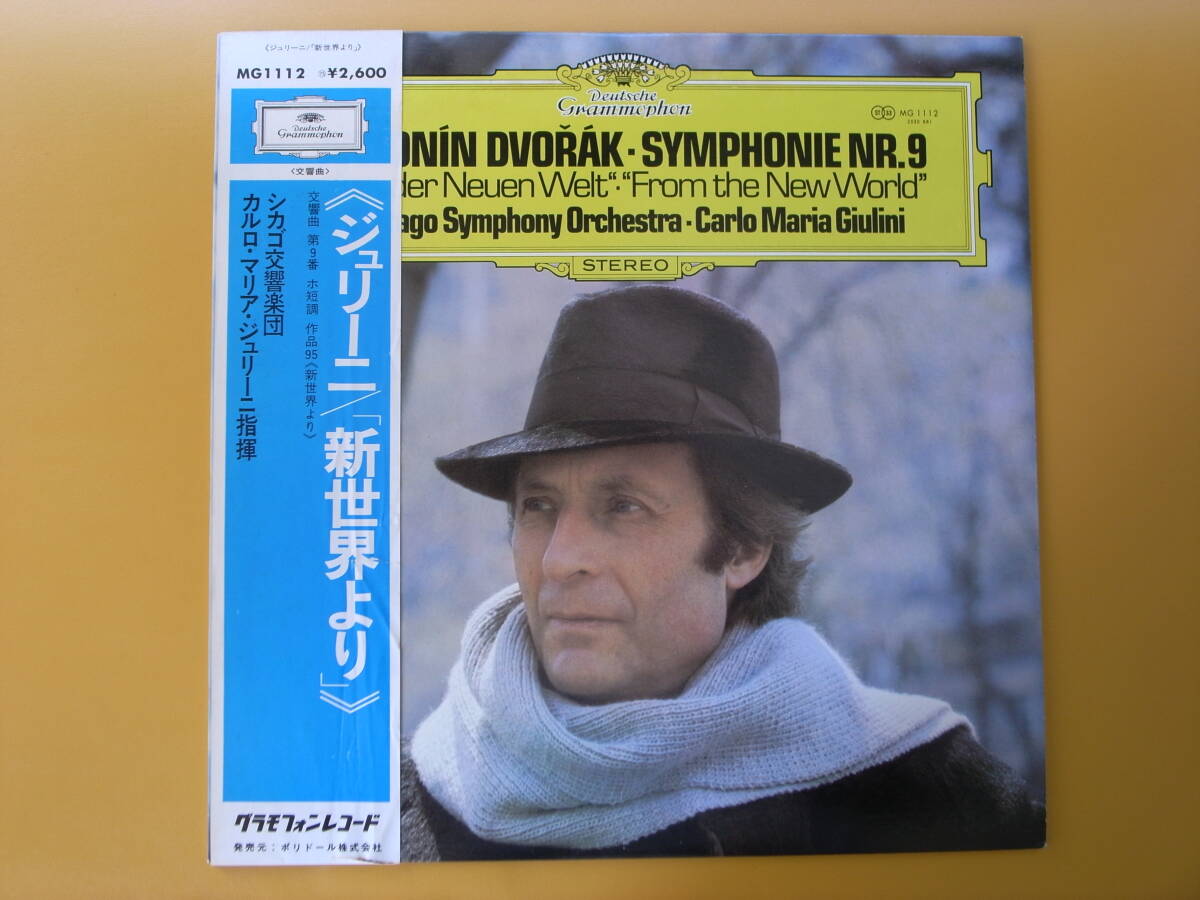 《ジュリーニ/「新世界より」》
MG1112 ¥2,600
Deutsche
Grammophon
〈交響曲〉
《ジュリーニ/「新世界より」》
交響曲 第9番 ホ短調 作品95《新世界より》
シカゴ交響楽団
カルロ・マリア・ジュリーニ指揮
グラモフォンレコード
発売元：ポリドール株式会社
Deutsche
Grammophon
MG 1112
2530 881
ONÍN DVOŘÁK · SYMPHONIE NR. 9
der Neuen Welt“ · “From the New World”
ago Symphony Orchestra · Carlo Maria Giulini
STEREO